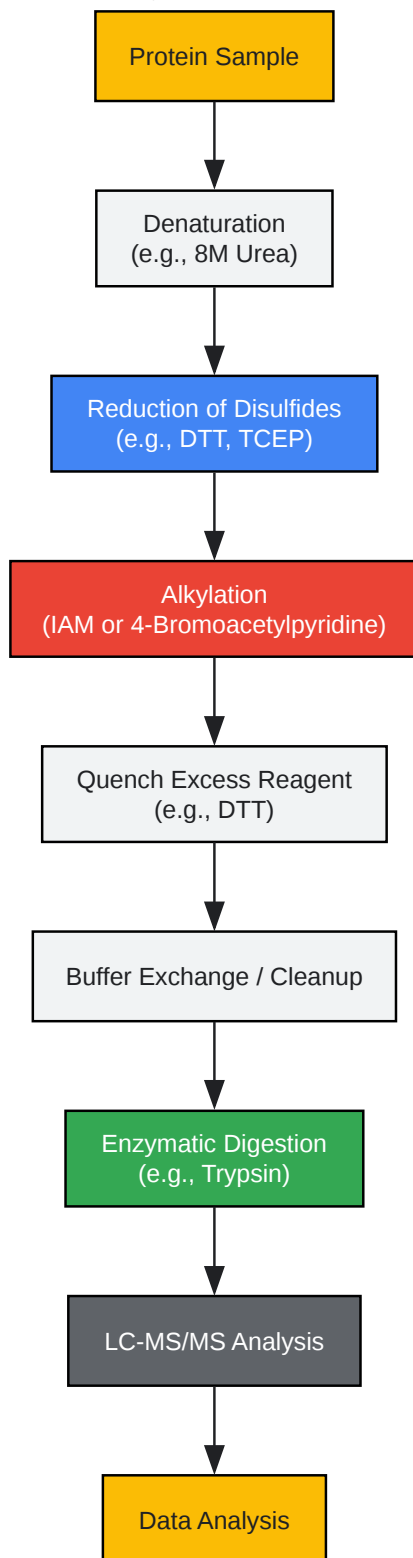 Protein Sample
Denaturation
(e.g., 8M Urea)
Reduction of Disulfides
(e.g., DTT, TCEP)
Alkylation
(IAM or 4-Bromoacetylpyridine)
Quench Excess Reagent
(e.g., DTT)
Buffer Exchange / Cleanup
Enzymatic Digestion
(e.g., Trypsin)
LC-MS/MS Analysis
Data Analysis